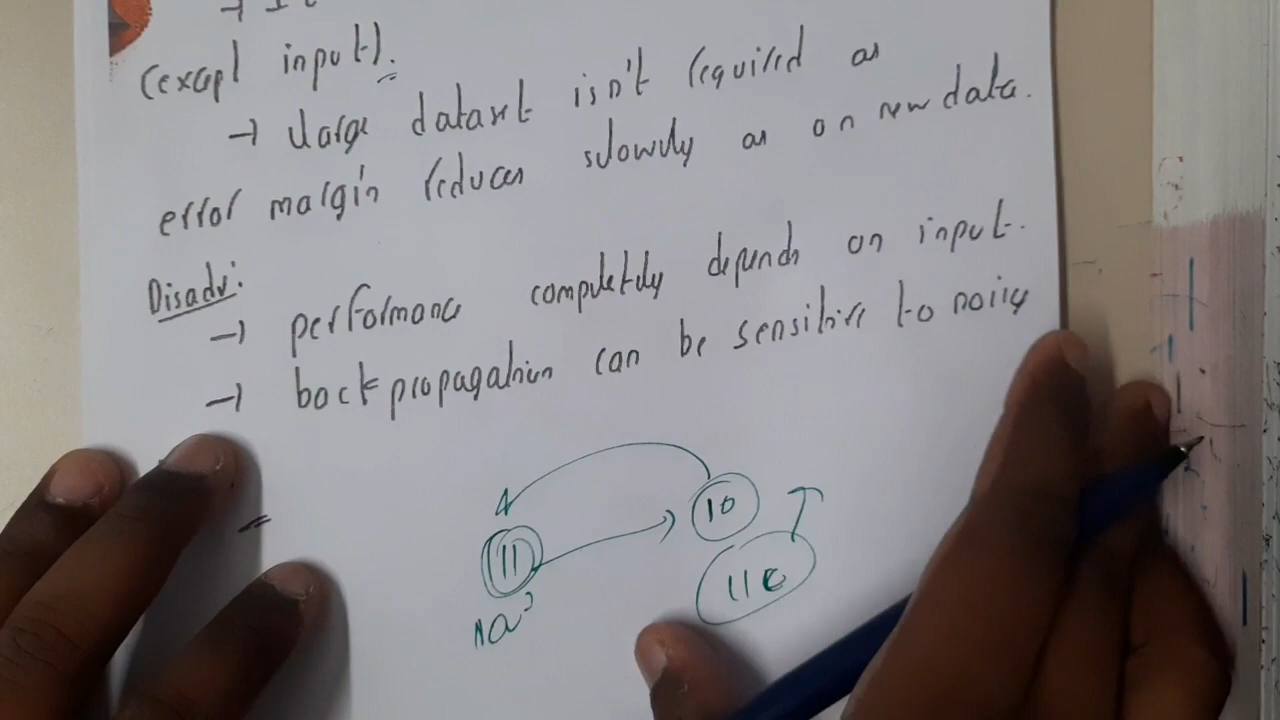 (except input).
→ large dataset isn't required as
error margin reduces slowly as on new data.
Disadv:
→ performance completely depends on input.
→ backpropagation can be sensitive to noisy
10
11
11